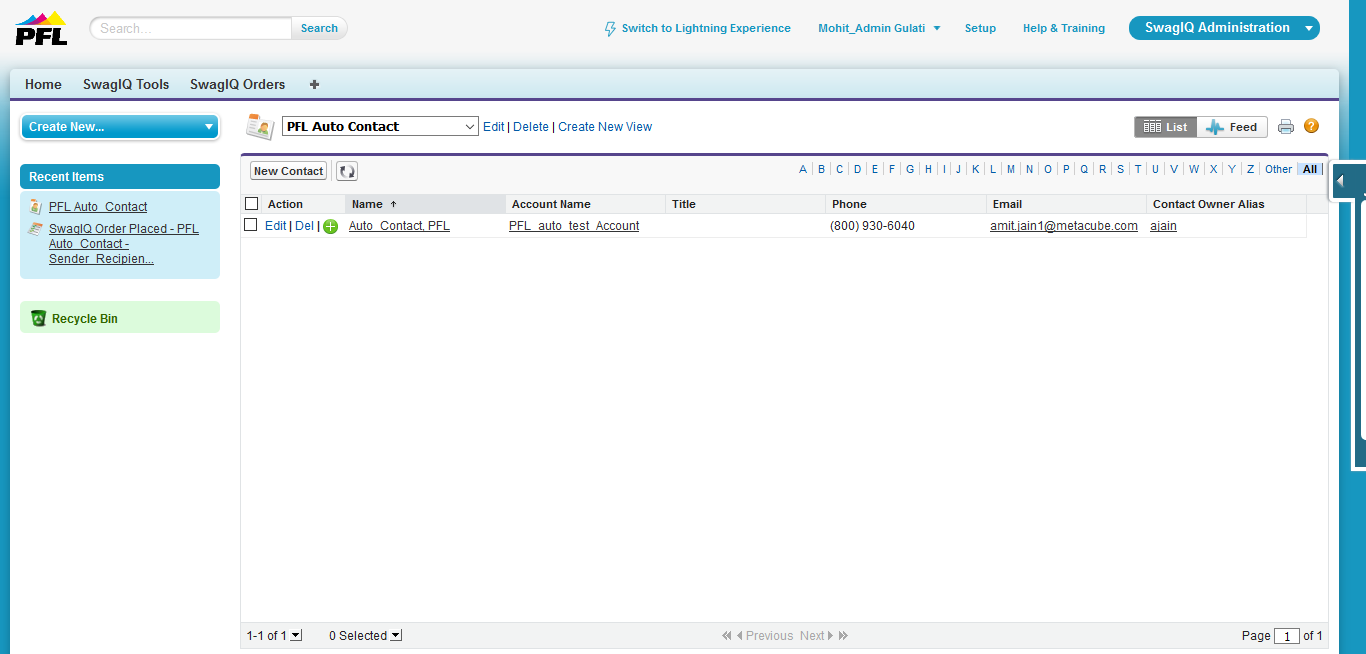 PFL
Search...
Search
Switch to Lightning Experience
Mohit_Admin Gulati
Setup
Help & Training
SwagIQ Administration
Home
SwagIQ Tools
SwagIQ Orders
+
Create New...
Recent Items
PFL Auto_Contact
SwagIQ Order Placed - PFL
Auto_Contact -
Sender_Recipien...
Recycle Bin
PFL Auto Contact
Edit | Delete | Create New View
List
Feed
?
New Contact
A | B | C | D | E | F | G | H | I | J | K | L | M | N | O | P | Q | R | S | T | U | V | W | X | Y | Z | Other | All
Action Name Account Name Title Phone Email Contact Owner Alias
Edit | Del | Auto_Contact, PFL PFL_auto_test_Account (800) 930-6040 amit.jain1@metacube.com ajain
1-1 of 1
0 Selected
Previous Next
Page 1 of 1